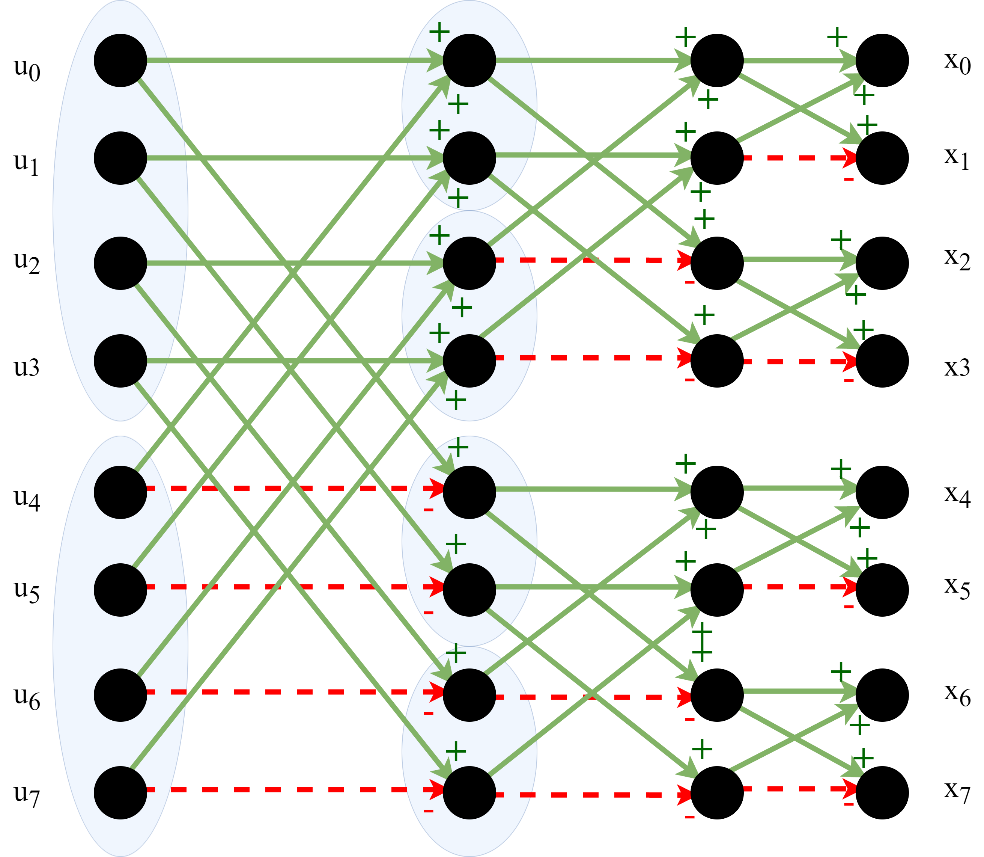 u0 + + + x0
+ + + +
u1 + + x1
+ + -
+
u2 + + x2
+ - +
u3 + + + x3
+ - -
u4 + + + x4
- + +
u5 + + + x5
- + -
u6 + + + x6
- - +
u7 + + + x7
- - -